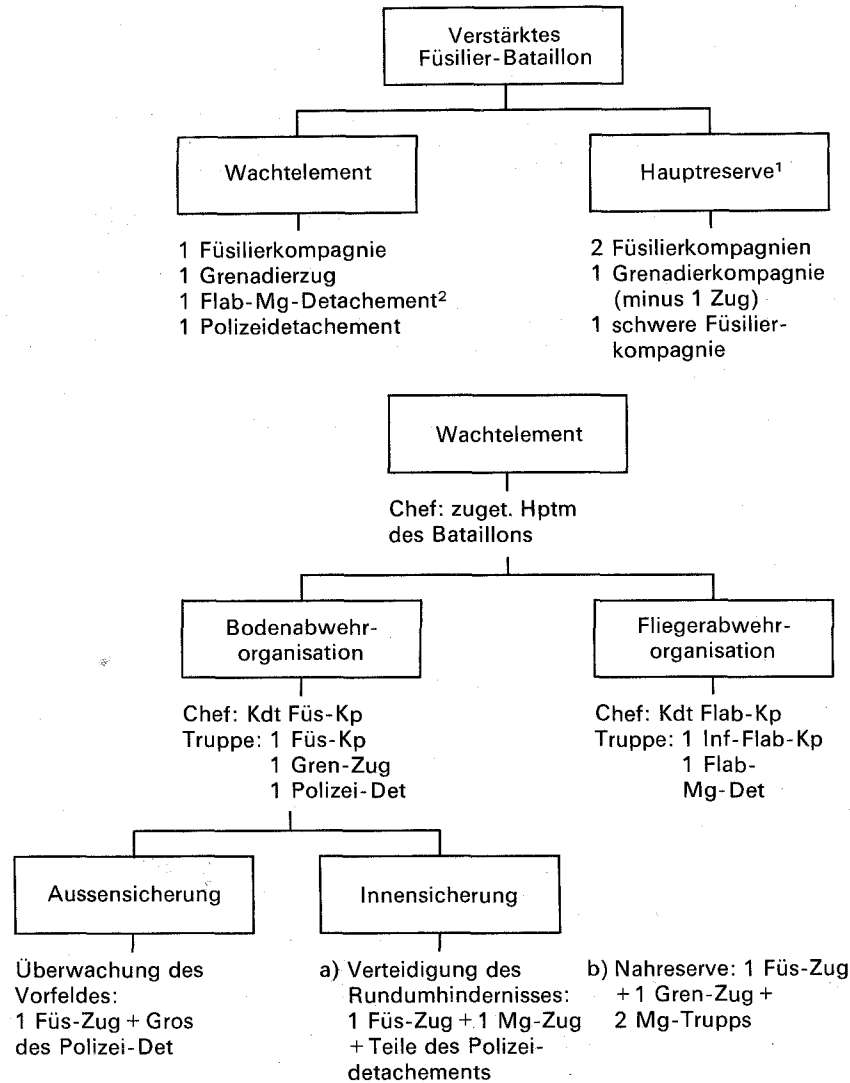 Verstärktes
Füsilier-Bataillon
Wachtelement
Hauptreserve¹
1 Füsilierkompagnie
1 Grenadierzug
1 Flab-Mg-Detachement²
1 Polizeidetachement
2 Füsilierkompagnien
1 Grenadierkompagnie
(minus 1 Zug)
1 schwere Füsilier-
kompagnie
Wachtelement
Chef: zuget. Hptm
des Bataillons
Bodenabwehr-
organisation
Fliegerabwehr-
organisation
Chef: Kdt Füs-Kp
Truppe: 1 Füs-Kp
1 Gren-Zug
1 Polizei-Det
Chef: Kdt Flab-Kp
Truppe: 1 Inf-Flab-Kp
1 Flab-
Mg-Det
Aussensicherung
Innensicherung
Überwachung des
Vorfeldes:
1 Füs-Zug + Gros
des Polizei-Det
a) Verteidigung des
Rundumhindernisses:
1 Füs-Zug + 1 Mg-Zug
+ Teile des Polizei-
detachements
b) Nahreserve: 1 Füs-Zug
+ 1 Gren-Zug +
2 Mg-Trupps